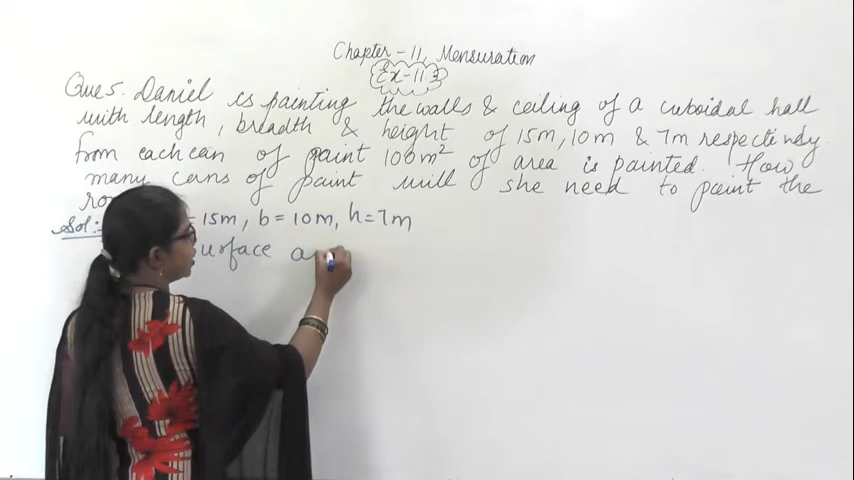 Chapter - 11, Mensuration
Ex - 11.3
Que 5. Daniel is painting the walls & ceiling of a cuboidal hall
with length, breadth & height of 15m, 10m & 7m respectively.
from each can of paint 100m² of area is painted. How
many cans of paint will she need to paint the
Sol:- = 15m, b = 10m, h = 7m
urface a